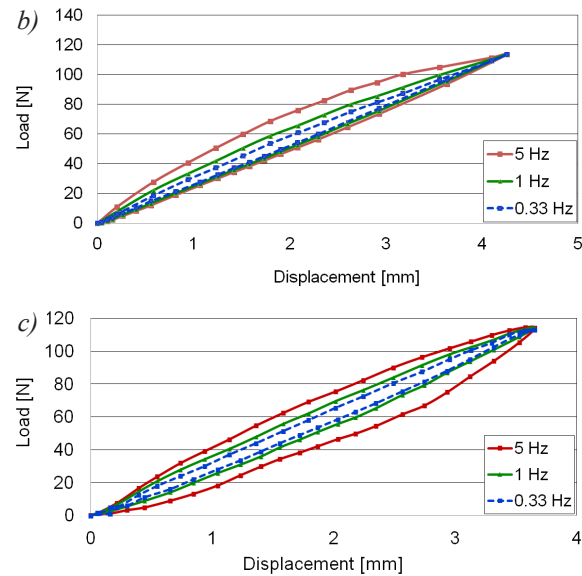 b)
140
120
100
80
60
40
20
0
Load [N]
0 1 2 3 4 5
Displacement [mm]
5 Hz
1 Hz
0.33 Hz
c)
120
100
80
60
40
20
0
Load [N]
0 1 2 3 4
Displacement [mm]
5 Hz
1 Hz
0.33 Hz